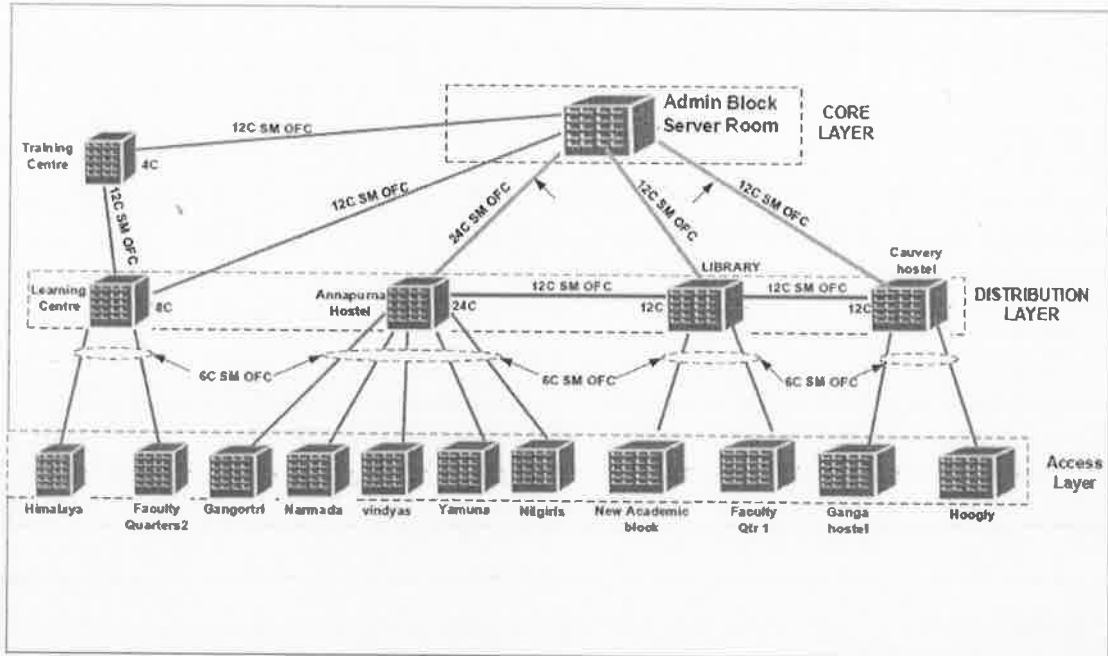 Admin Block
Server Room
CORE
LAYER
12C SM OFC
Training
Centre
4C
12C SM OFC
12C SM OFC
24C SM OFC
12C SM OFC
12C SM OFC
Cauvery
hostel
LIBRARY
Learning
Centre
8C
Annapurna
Hostel
24C
12C SM OFC
12C
12C SM OFC
12C
DISTRIBUTION
LAYER
6C SM OFC
6C SM OFC
6C SM OFC
Access
Layer
Himalaya
Faculty
Quarters2
Gangortri
Narmada
vindyas
Yamuna
Nilgiris
New Academic
block
Faculty
Qtr 1
Ganga
hostel
Hoogly